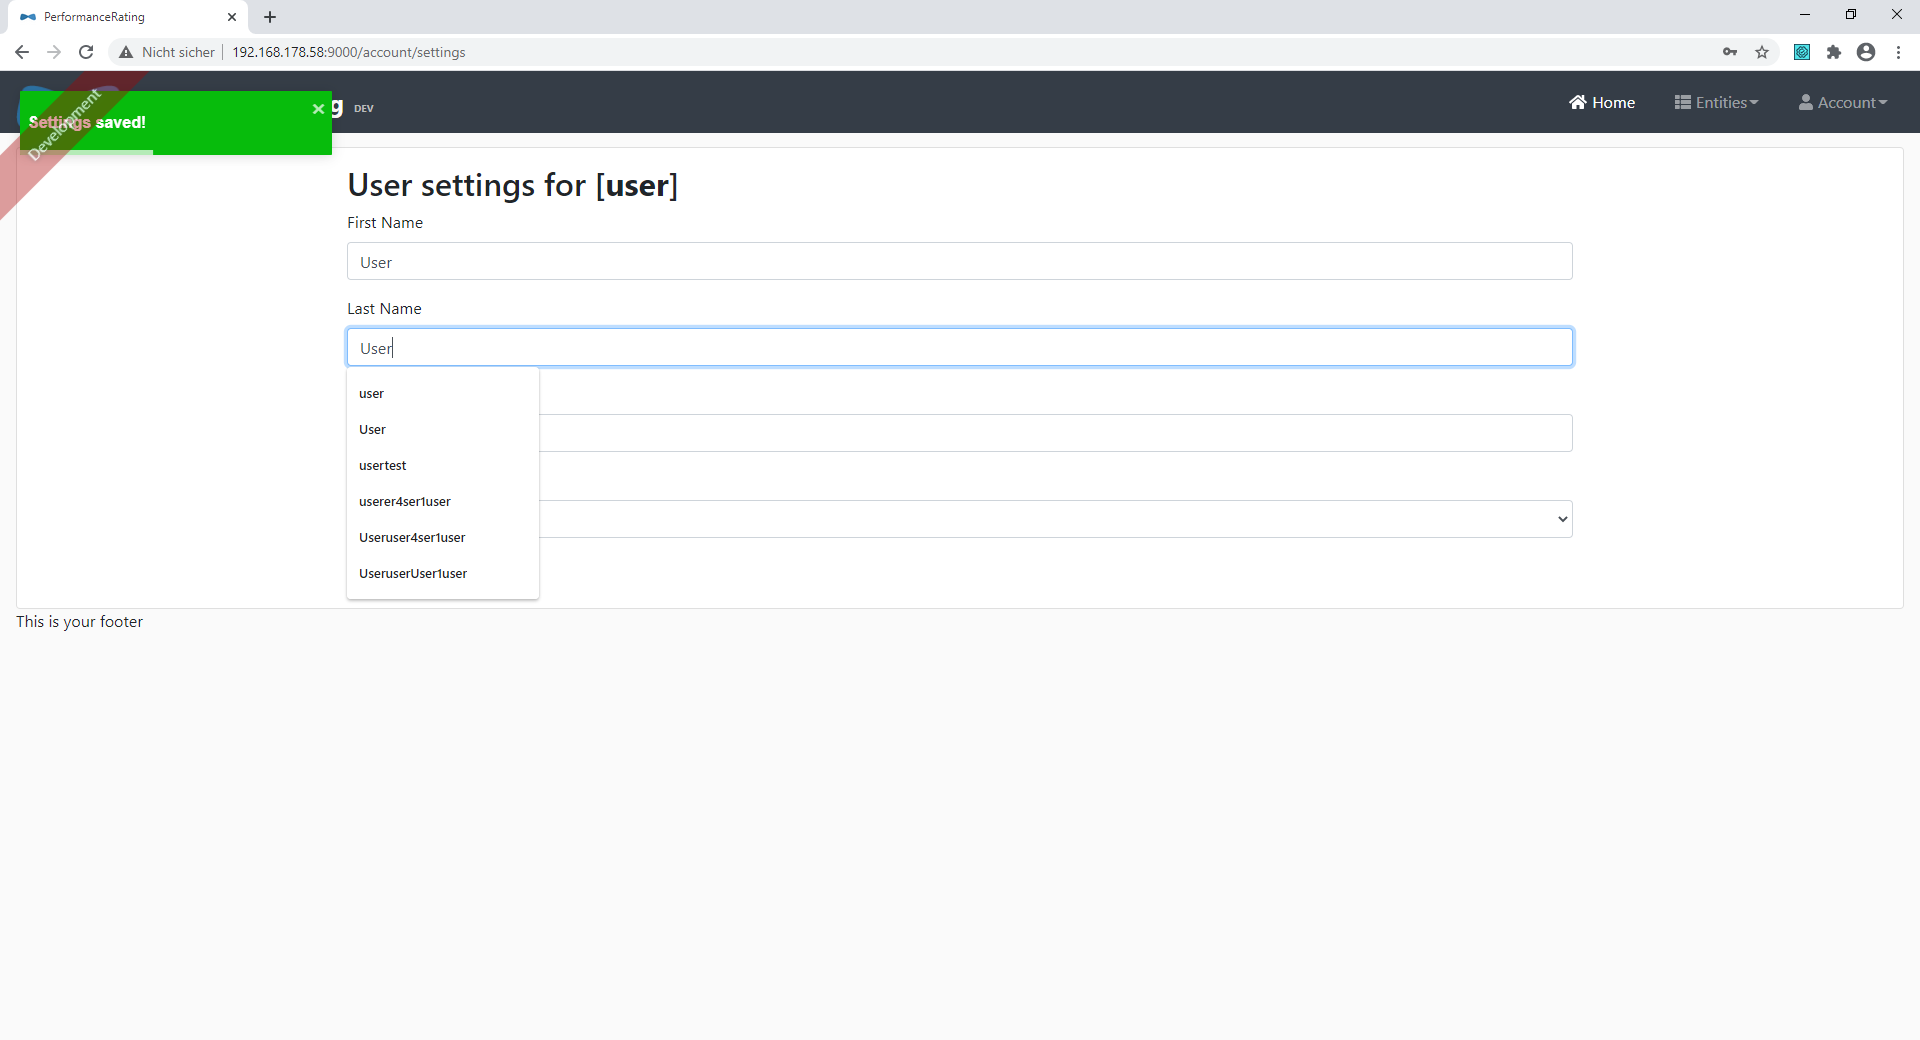 PerformanceRating
Nicht sicher
192.168.178.58:9000/account/settings
Development
g DEV
Home
Entities
Account
Settings saved!
User settings for [user]
First Name
User
Last Name
User
user
User
usertest
userer4ser1user
Useruser4ser1user
UseruserUser1user
This is your footer